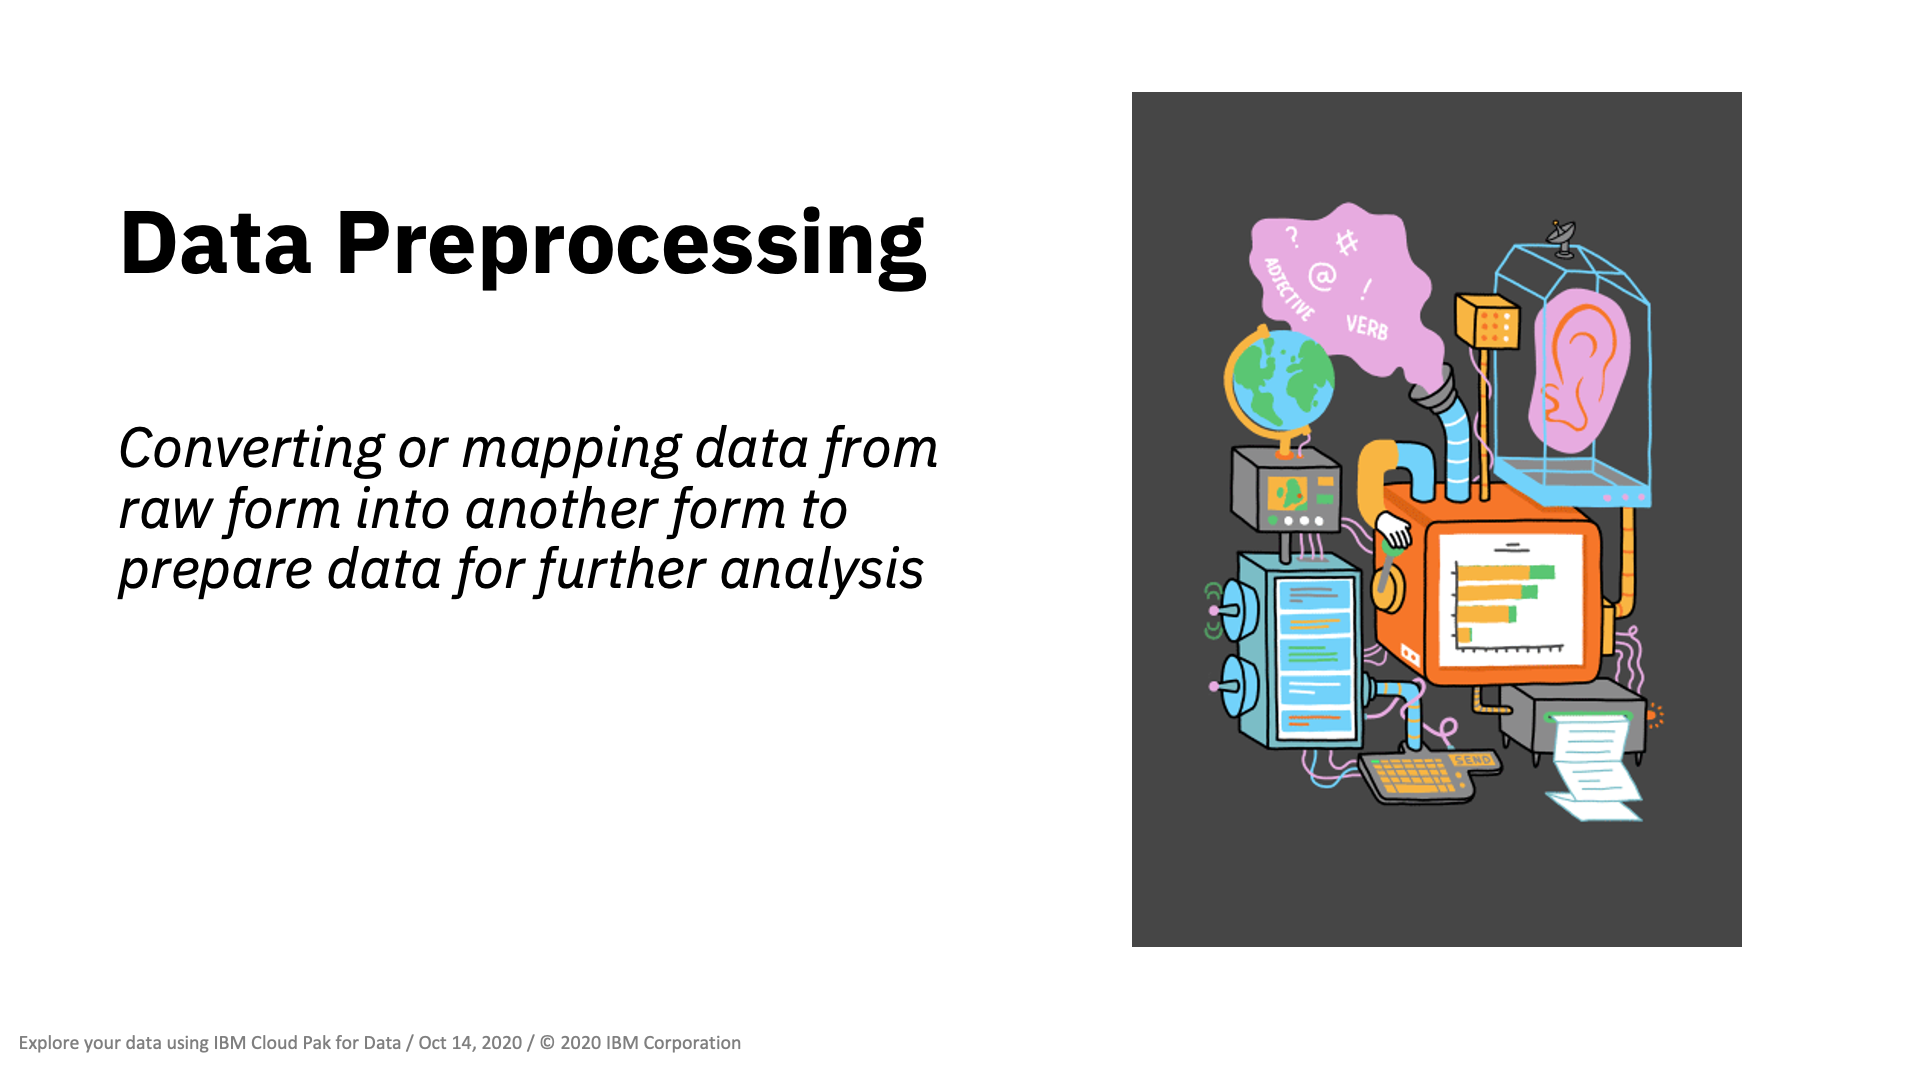 Data Preprocessing
Converting or mapping data from
raw form into another form to
prepare data for further analysis
?
#
@
!
ADJECTIVE
VERB
SEND
Explore your data using IBM Cloud Pak for Data / Oct 14, 2020 / © 2020 IBM Corporation